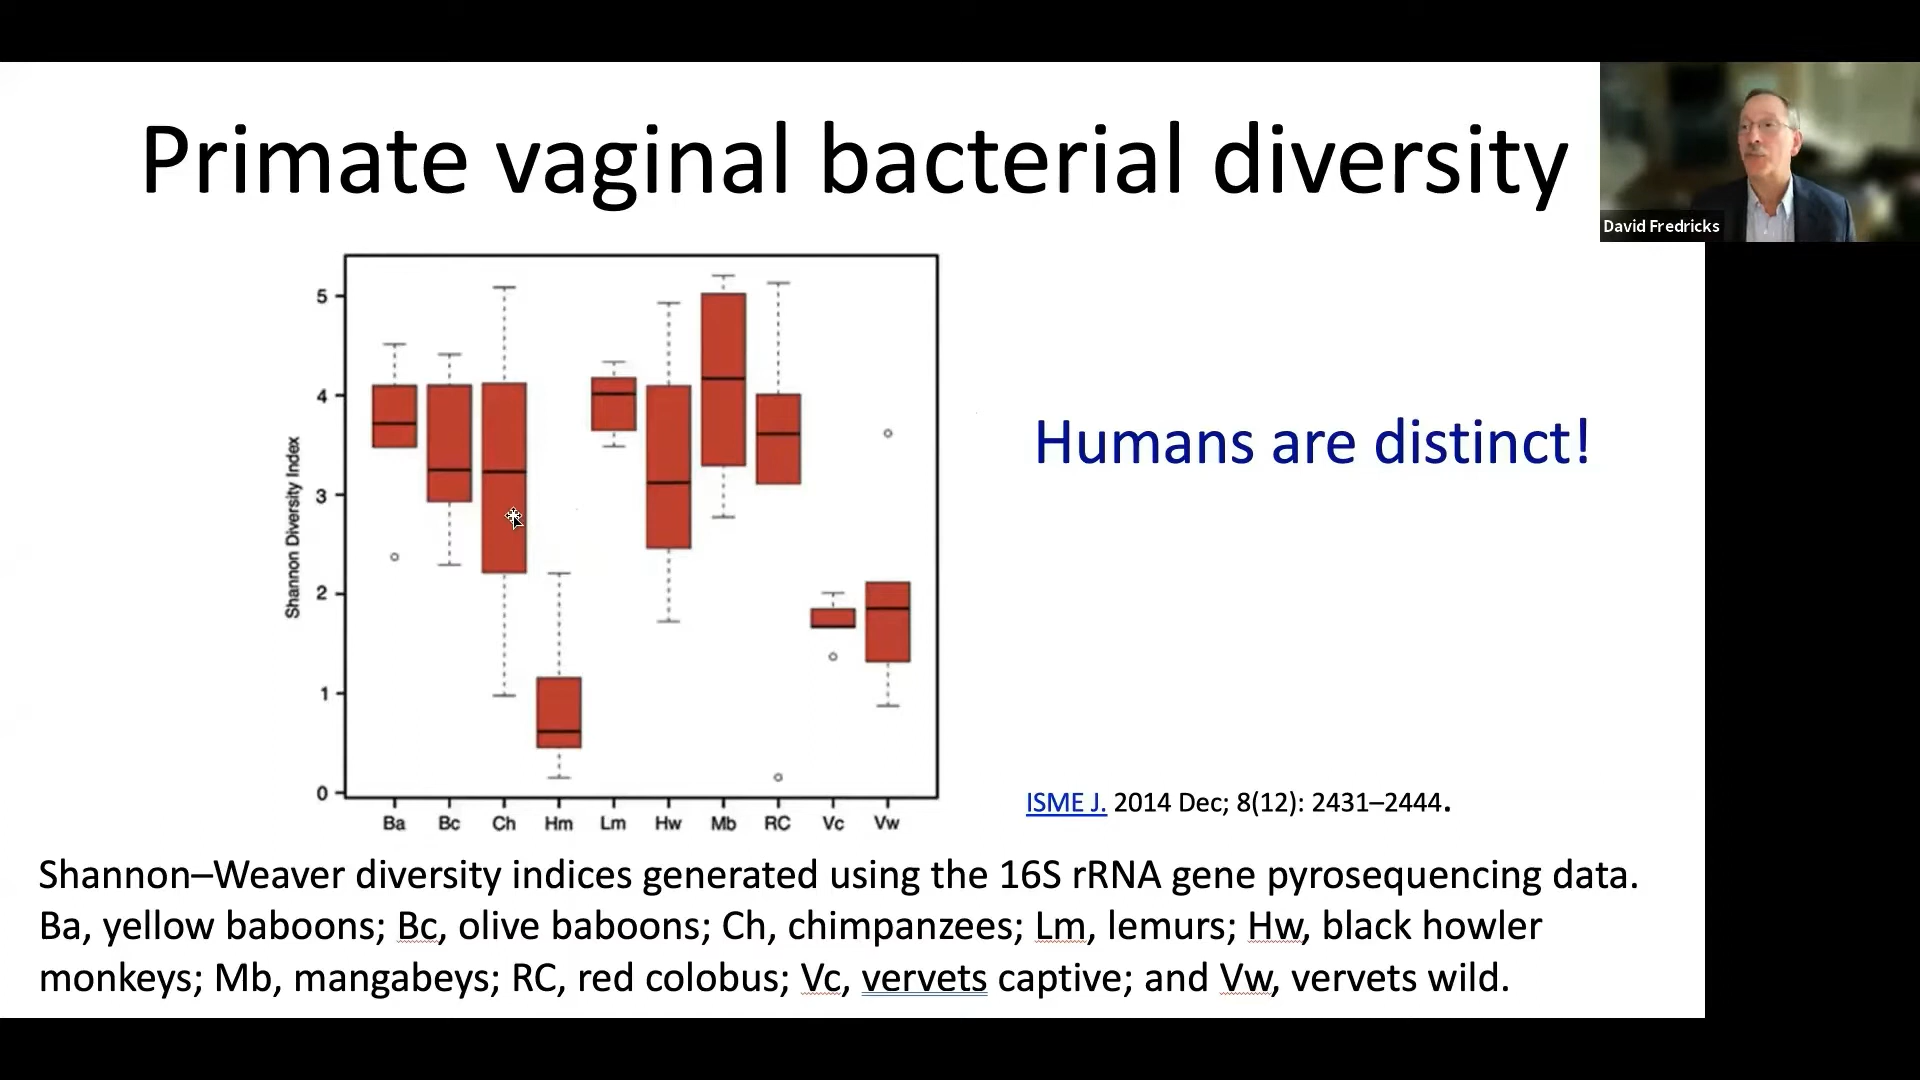 Primate vaginal bacterial diversity
David Fredricks
Shannon Diversity Index
5
4
3
2
1
0
Ba Bc Ch Hm Lm Hw Mb RC Vc Vw
Humans are distinct!
ISME J. 2014 Dec; 8(12): 2431–2444.
Shannon–Weaver diversity indices generated using the 16S rRNA gene pyrosequencing data.
Ba, yellow baboons; Bc, olive baboons; Ch, chimpanzees; Lm, lemurs; Hw, black howler
monkeys; Mb, mangabeys; RC, red colobus; Vc, vervets captive; and Vw, vervets wild.